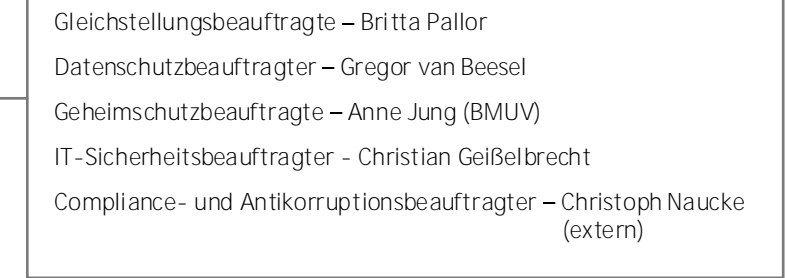 Gleichstellungsbeauftragte – Britta Pallor
Datenschutzbeauftragter – Gregor van Beesel
Geheimschutzbeauftragte – Anne Jung (BMUV)
IT-Sicherheitsbeauftragter - Christian Geißelbrecht
Compliance- und Antikorruptionsbeauftragter – Christoph Naucke
(extern)